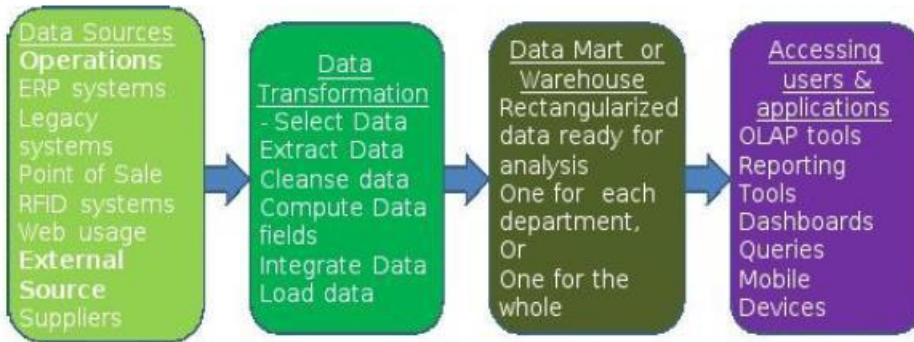 Data Sources
Operations
ERP systems
Legacy
systems
Point of Sale
RFID systems
Web usage
External
Source
Suppliers
Data
Transformation
- Select Data
Extract Data
Cleanse data
Compute Data
fields
Integrate Data
Load data
Data Mart or
Warehouse
Rectangularized
data ready for
analysis
One for each
department,
Or
One for the
whole
Accessing
users &
applications
OLAP tools
Reporting
Tools
Dashboards
Queries
Mobile
Devices